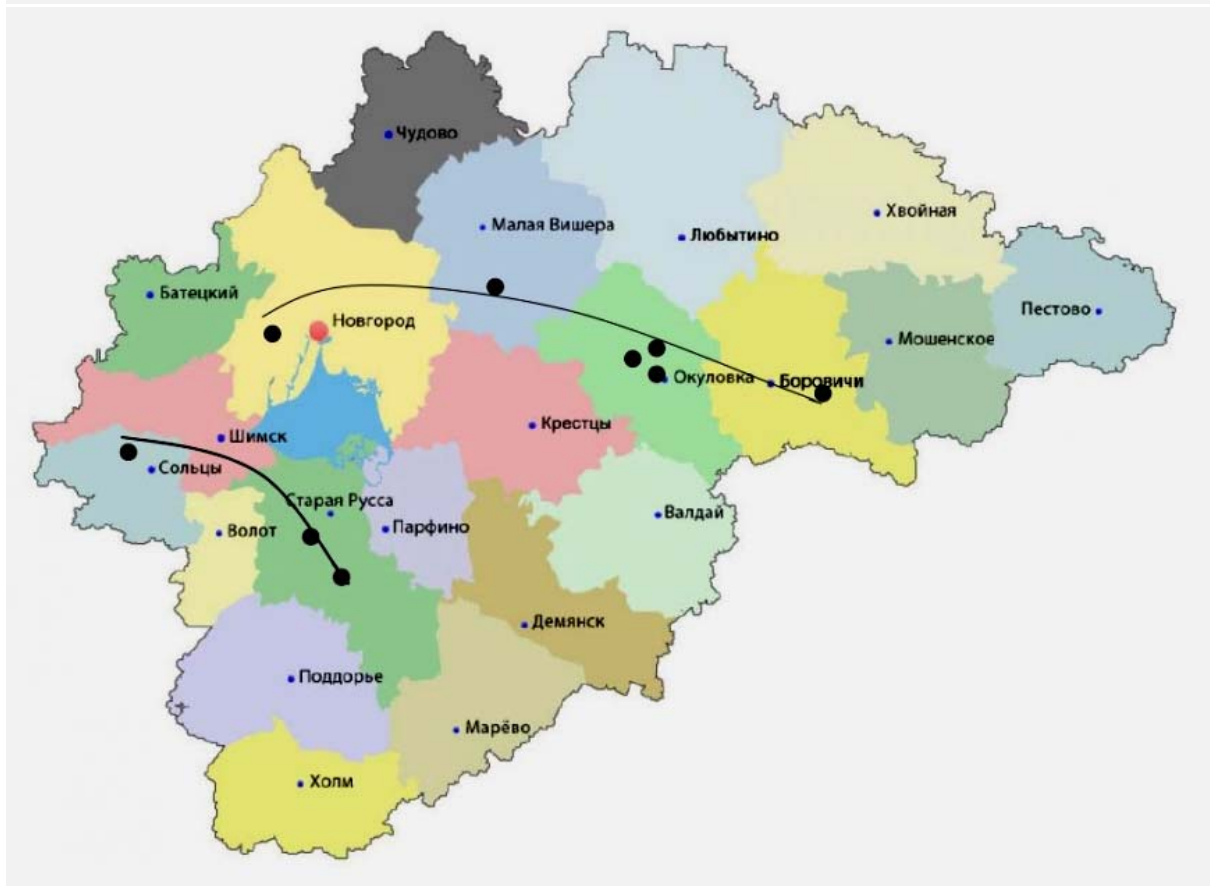 Чудово
Хвойная
Малая Вишера
Любытино
Батецкий
Пестово
Новгород
Мошенское
Окуловка
Боровичи
Крестцы
Шимск
Сольцы
Старая Русса
Валдай
Парфино
Волот
Демянск
Поддорье
Марёво
Холм